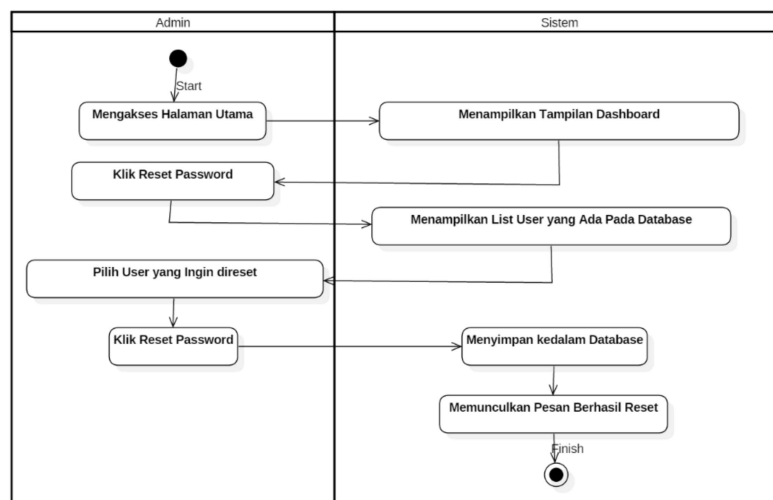 Admin
Sistem
Start
Mengakses Halaman Utama
Menampilkan Tampilan Dashboard
Klik Reset Password
Menampilkan List User yang Ada Pada Database
Pilih User yang Ingin direset
Klik Reset Password
Menyimpan kedalam Database
Memunculkan Pesan Berhasil Reset
Finish